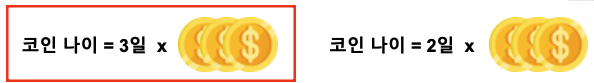 코인 나이 = 3일 x $
코인 나이 = 2일 x $